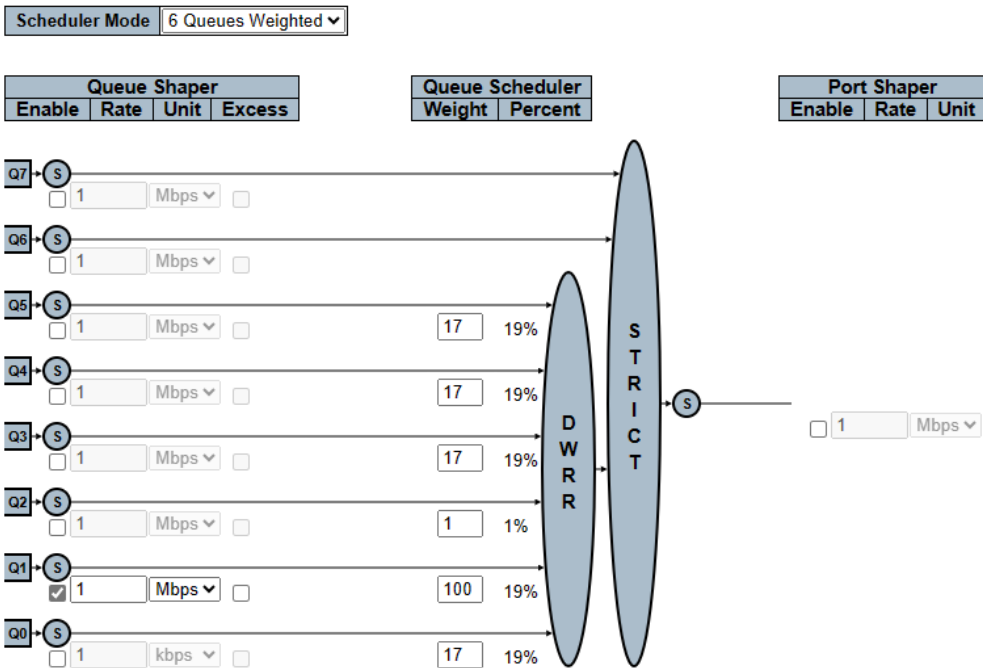 Scheduler Mode 6 Queues Weighted
Queue Shaper Queue Scheduler Port Shaper
Enable Rate Unit Excess Weight Percent Enable Rate Unit
Q7 S
1 Mbps
Q6 S
1 Mbps
Q5 S
1 Mbps 17 19%
Q4 S
1 Mbps 17 19%
Q3 S
1 Mbps 17 19%
Q2 S
1 Mbps 1 1%
Q1 S
1 Mbps 100 19%
Q0 S
1 kbps 17 19%
DWRR
STRICT
S
1 Mbps